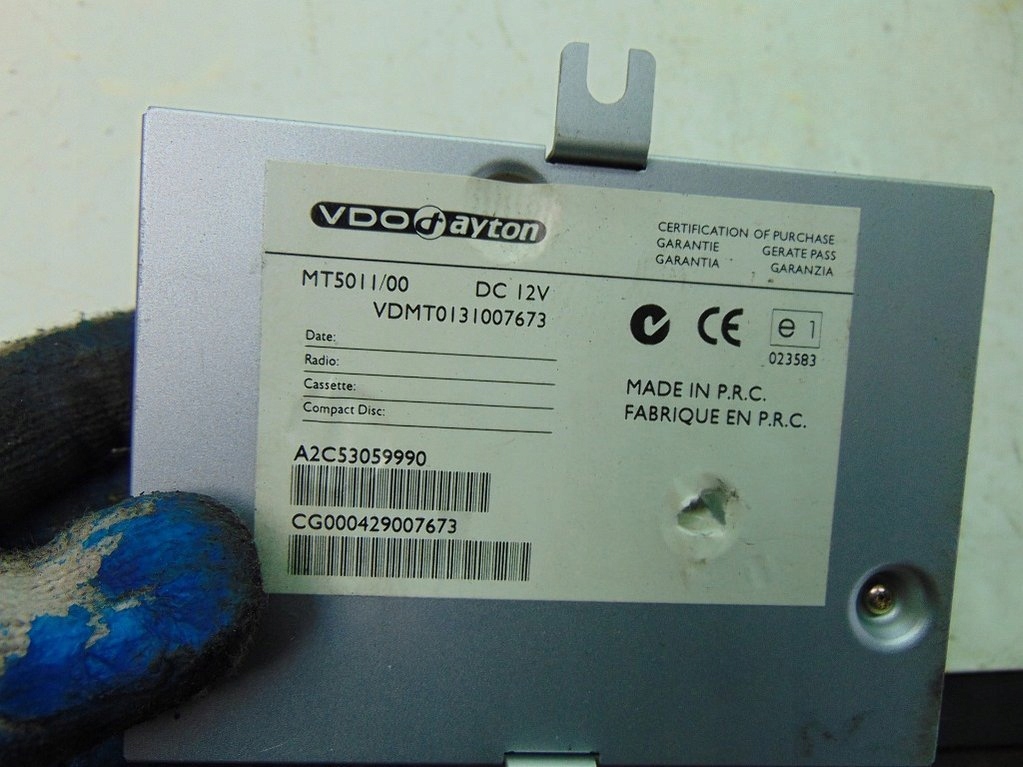 VDO dayton
CERTIFICATION OF PURCHASE
GARANTIE GERATE PASS
GARANTIA GARANZIA
MT5011/00 DC 12V
VDMT0131007673
Date:
Radio:
Cassette:
Compact Disc:
CE
e 1
023583
MADE IN P.R.C.
FABRIQUE EN P.R.C.
A2C53059990
CG000429007673